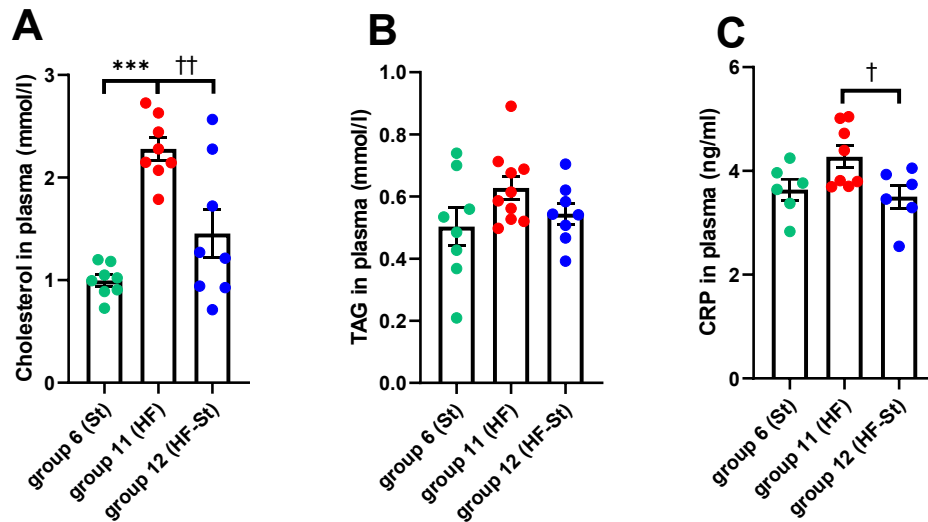 A
Cholesterol in plasma (mmol/l)
3
2
1
0
*** ††
group 6 (St)
group 11 (HF)
group 12 (HF-St)
B
TAG in plasma (mmol/l)
1.0
0.8
0.6
0.4
0.2
0.0
group 6 (St)
group 11 (HF)
group 12 (HF-St)
C
CRP in plasma (ng/ml)
6
4
2
0
†
group 6 (St)
group 11 (HF)
group 12 (HF-St)